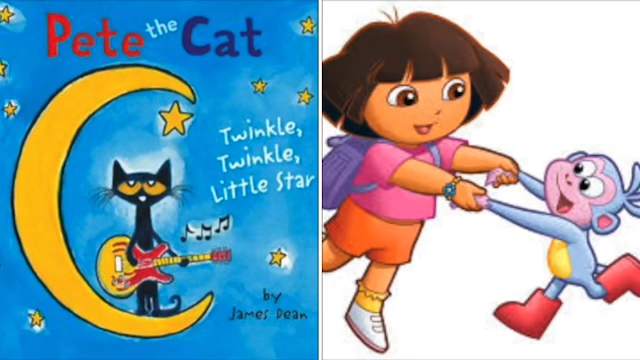 Pete the Cat
Twinkle,
Twinkle,
Little Star
by
James Dean